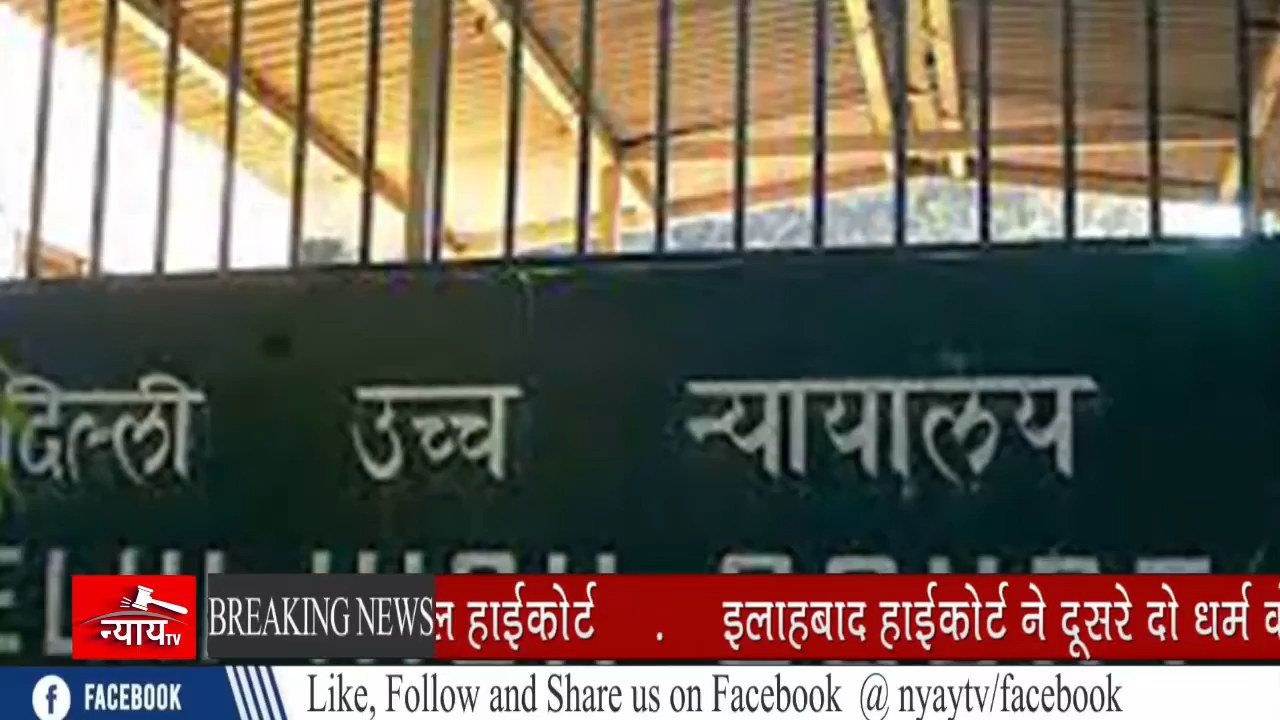 दिल्ली उच्च न्यायालय
न्याय TV
BREAKING NEWS
हाईकोर्ट . इलाहबाद हाईकोर्ट ने दूसरे दो धर्म
FACEBOOK
Like, Follow and Share us on Facebook @ nyaytv/facebook